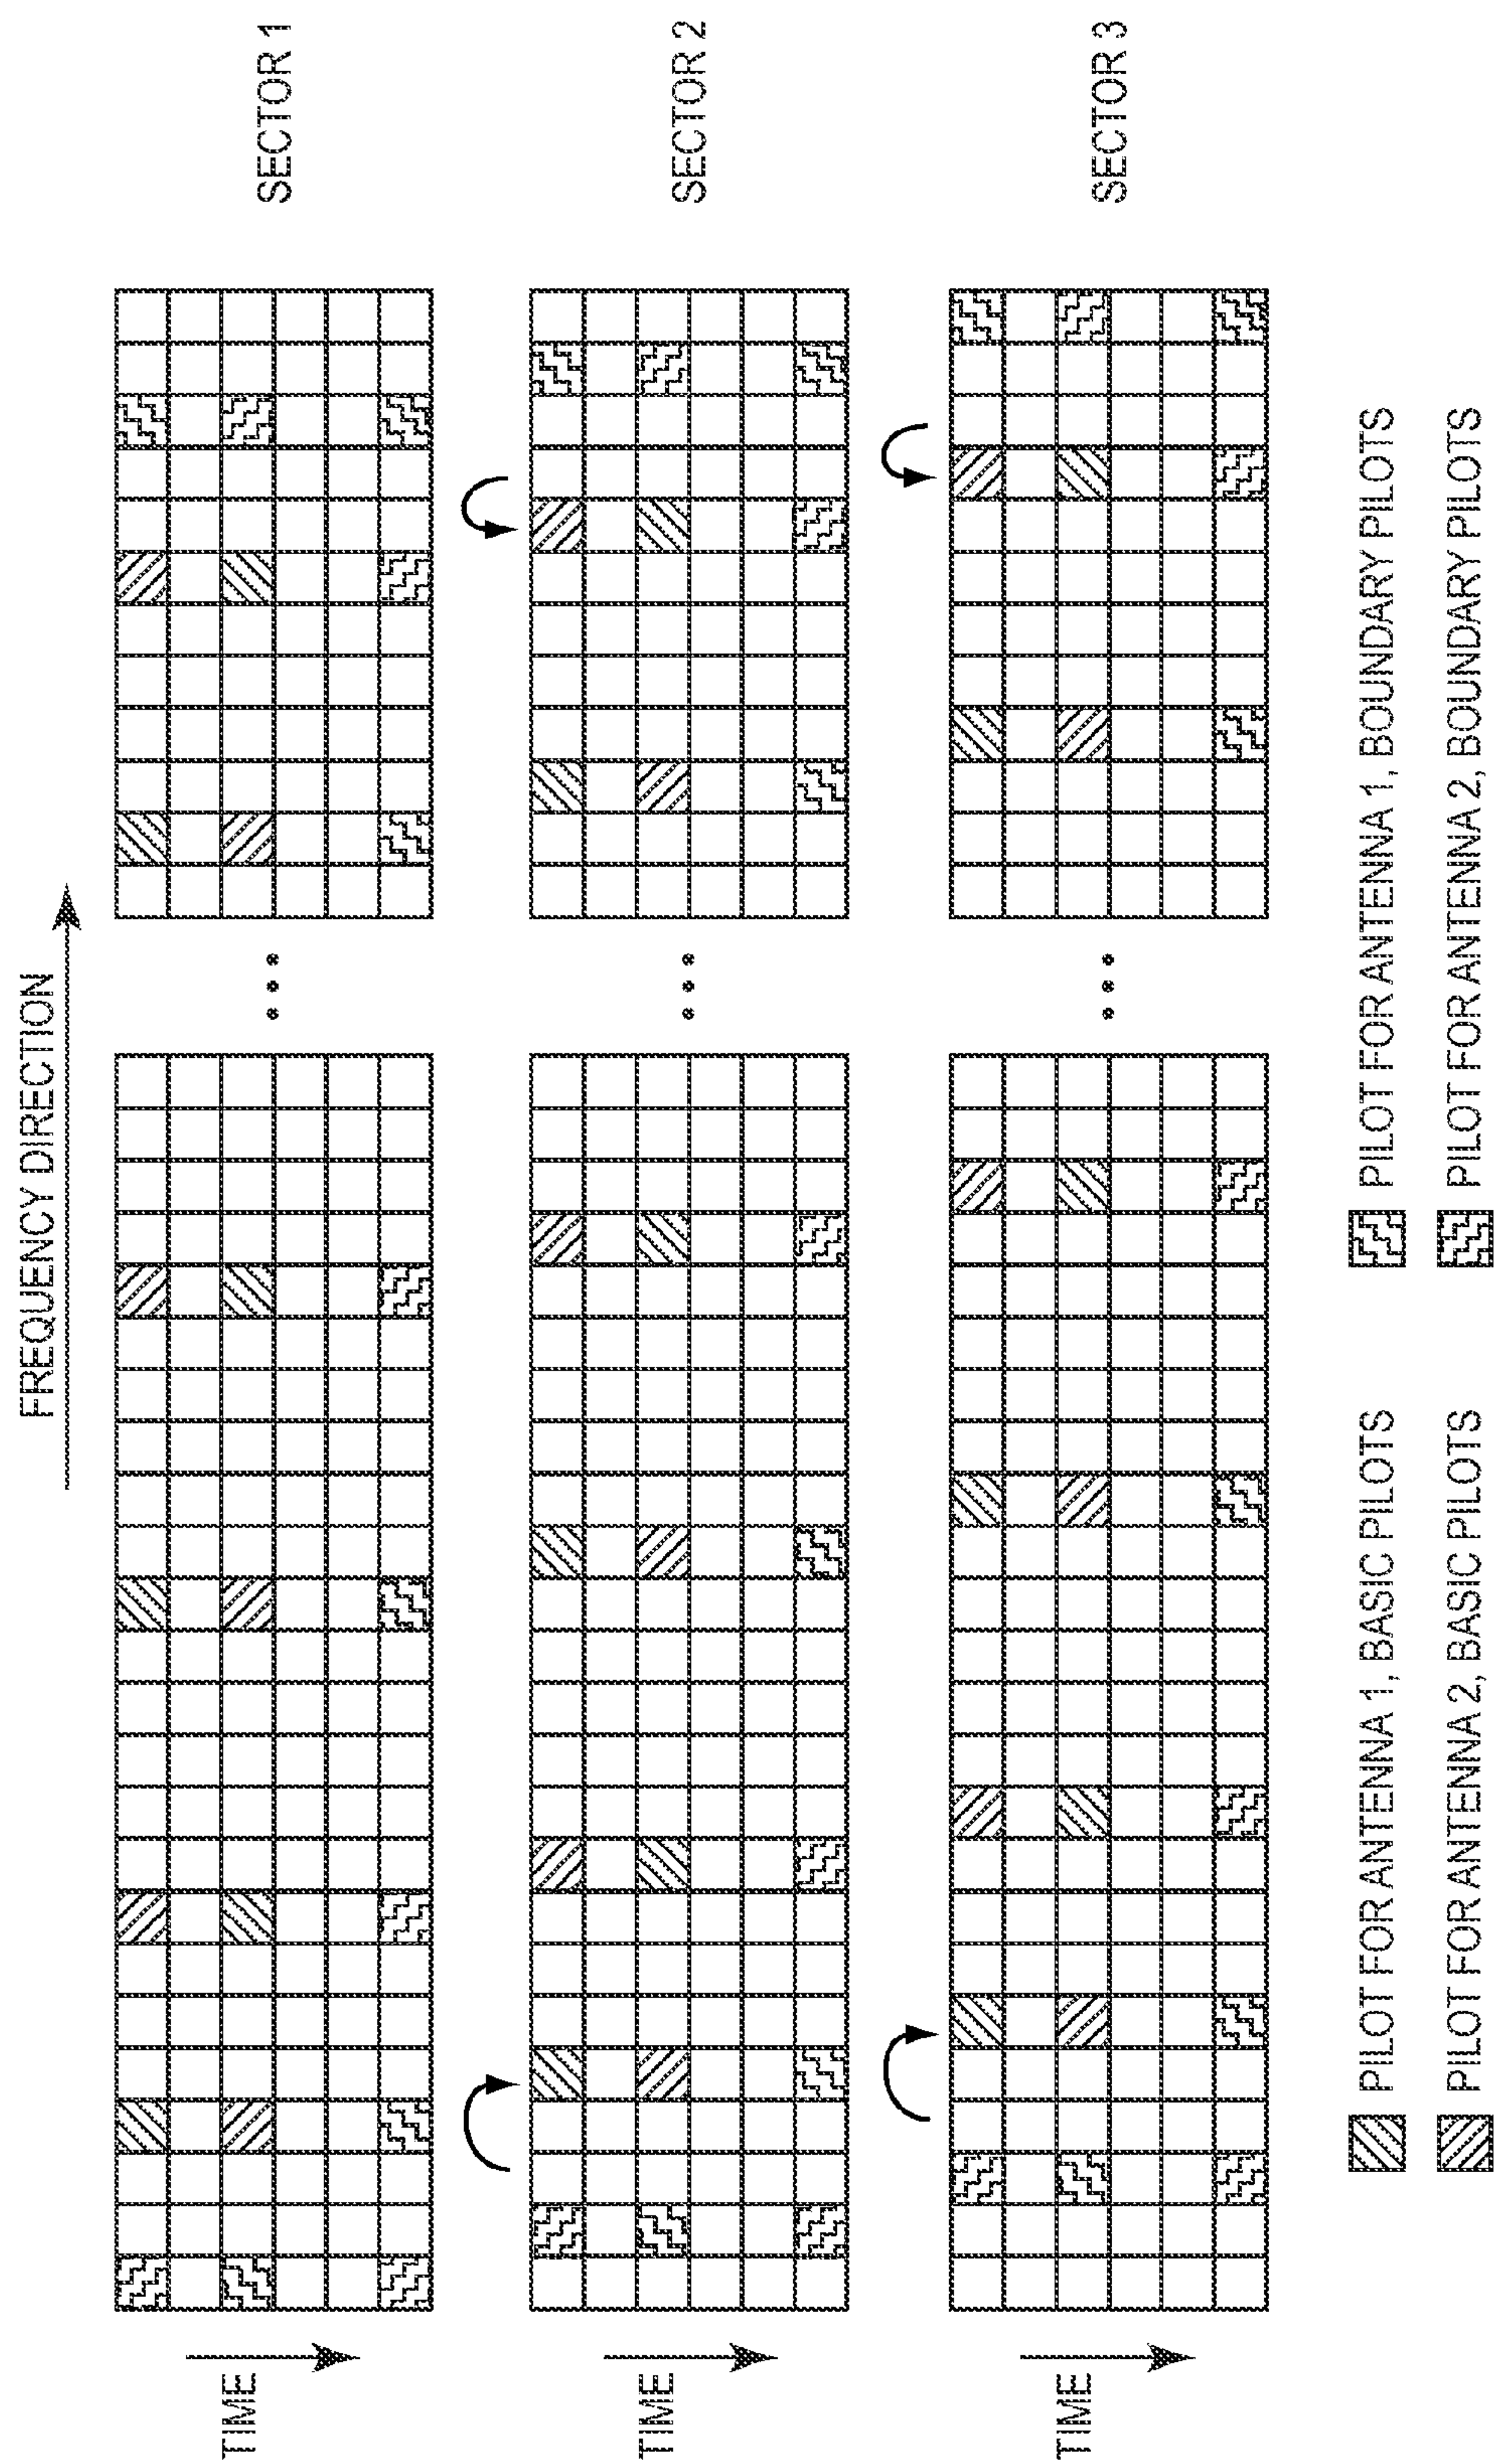 FREQUENCY DIRECTION
TIME
SECTOR 1
TIME
SECTOR 2
TIME
SECTOR 3
PILOT FOR ANTENNA 1, BASIC PILOTS
PILOT FOR ANTENNA 1, BOUNDARY PILOTS
PILOT FOR ANTENNA 2, BASIC PILOTS
PILOT FOR ANTENNA 2, BOUNDARY PILOTS